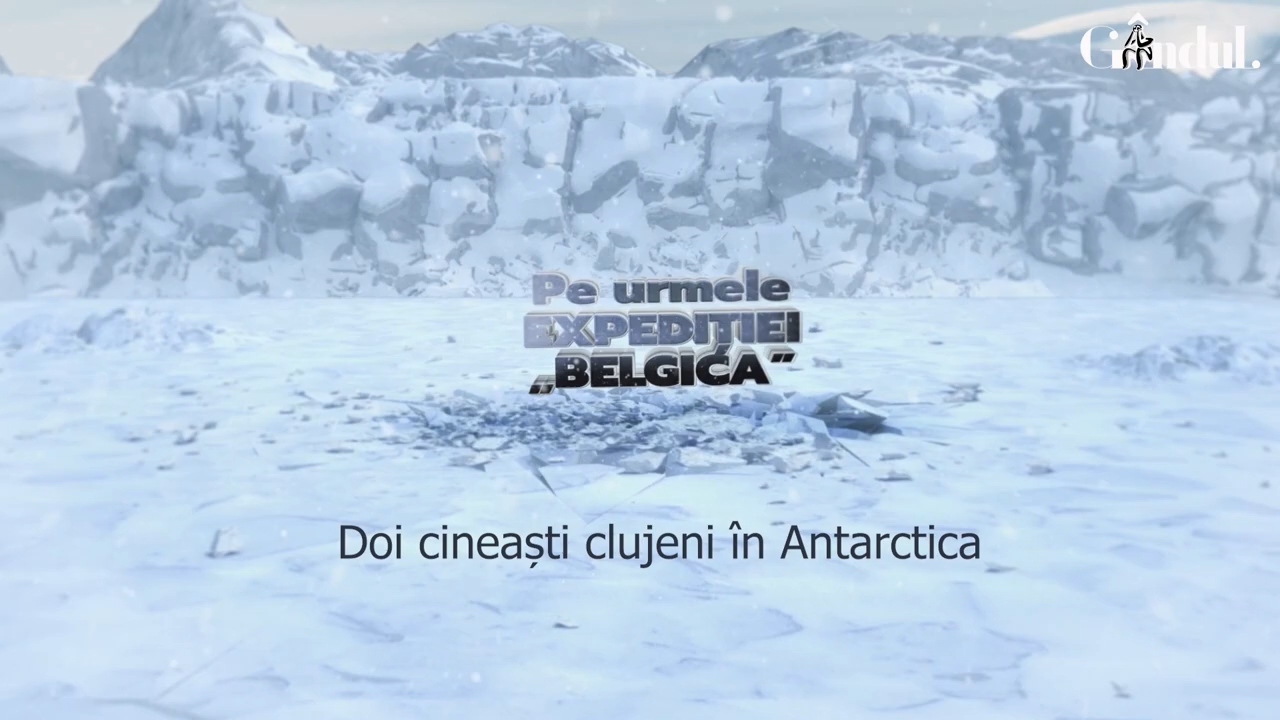 Gândul.
Pe urmele
EXPEDIȚIEI
„BELGICA”
Doi cineaști clujeni în Antarctica